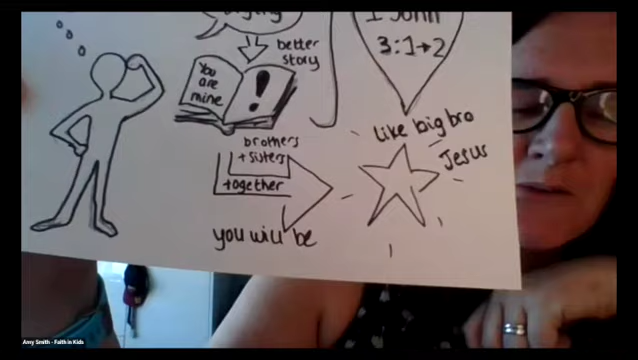 1 John
3:1→2
better
story
You
are
mine
!
like big bro
Jesus
brothers
+ sisters
together
you will be
Amy Smith - Faith in Kids